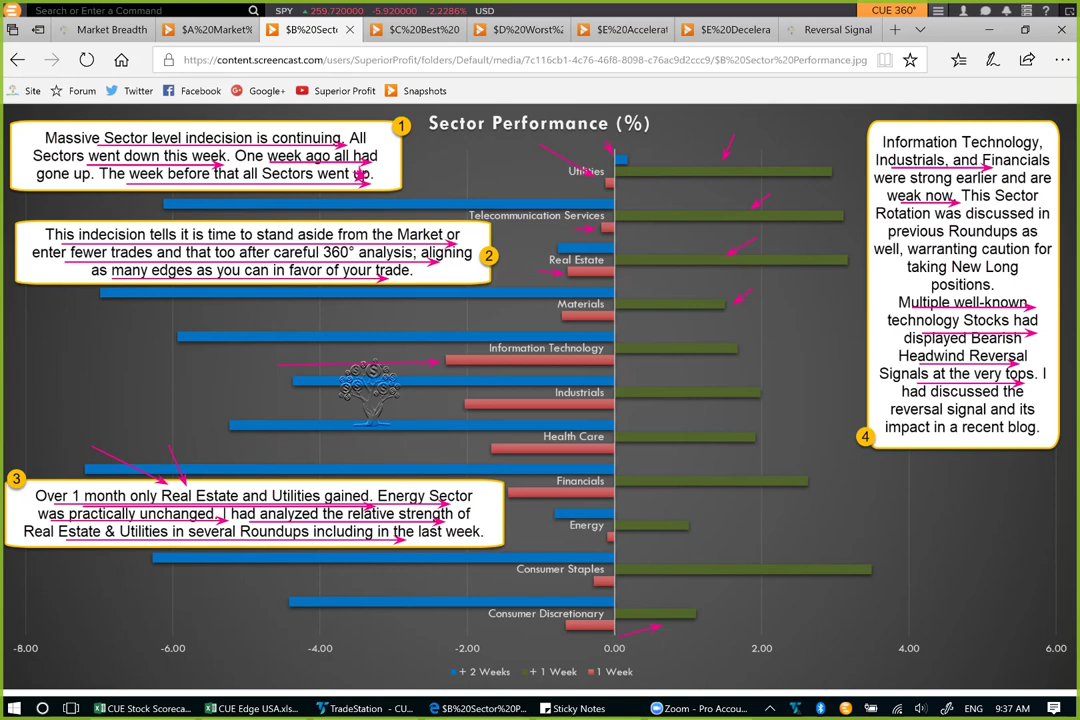 Search or Enter a Command
SPY
259.720000
-5.920000
-2.2286%
USD
CUE 360°
Market Breadth
$A%20Market%
$B%20Sect
$C%20Best%20
$D%20Worst%
$E%20Accelerat
$E%20Decelera
Reversal Signal
https://content.screencast.com/users/SuperiorProfit/folders/Default/media/7c116cb1-4c76-46f8-8098-c76ac9d2ccc9/$B%20Sector%20Performance.jpg
Site
Forum
Twitter
Facebook
Google+
Superior Profit
Snapshots
Sector Performance (%)
1
Massive Sector level indecision is continuing. All
Sectors went down this week. One week ago all had
gone up. The week before that all Sectors went up.
2
This indecision tells it is time to stand aside from the Market or
enter fewer trades and that too after careful 360° analysis; aligning
as many edges as you can in favor of your trade.
3
Over 1 month only Real Estate and Utilities gained. Energy Sector
was practically unchanged. I had analyzed the relative strength of
Real Estate & Utilities in several Roundups including in the last week.
Information Technology,
Industrials, and Financials
were strong earlier and are
weak now. This Sector
Rotation was discussed in
previous Roundups as
well, warranting caution for
taking New Long
positions.
Multiple well-known
technology Stocks had
displayed Bearish
Headwind Reversal
Signals at the very tops. I
had discussed the
reversal signal and its
impact in a recent blog.
4
Utilities
Telecommunication Services
Real Estate
Materials
Information Technology
Industrials
Health Care
Financials
Energy
Consumer Staples
Consumer Discretionary
-8.00
-6.00
-4.00
-2.00
0.00
2.00
4.00
6.00
+ 2 Weeks
+ 1 Week
1 Week
CUE Stock Scoreca...
CUE Edge USA.xls...
TradeStation - CU...
$B%20Sector%20P...
Sticky Notes
Zoom - Pro Accou...
ENG
9:37 AM